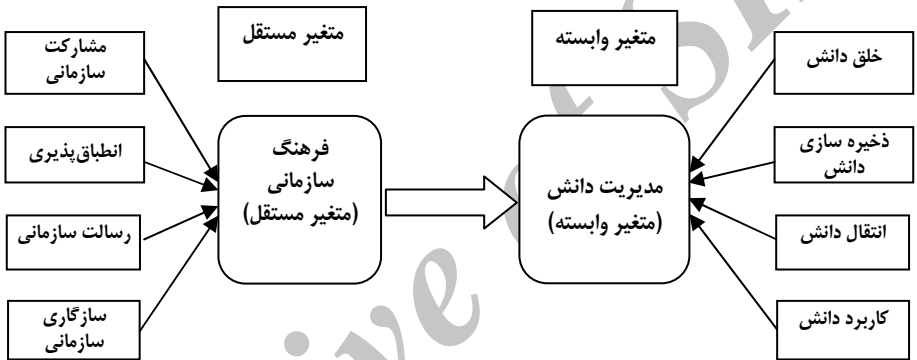 متغیر مستقل
متغیر وابسته
مشارکت
سازمانی
انطباق‌پذیری
رسالت سازمانی
سازگاری
سازمانی
فرهنگ
سازمانی
(متغیر مستقل)
مدیریت دانش
(متغیر وابسته)
خلق دانش
ذخیره سازی
دانش
انتقال دانش
کاربرد دانش